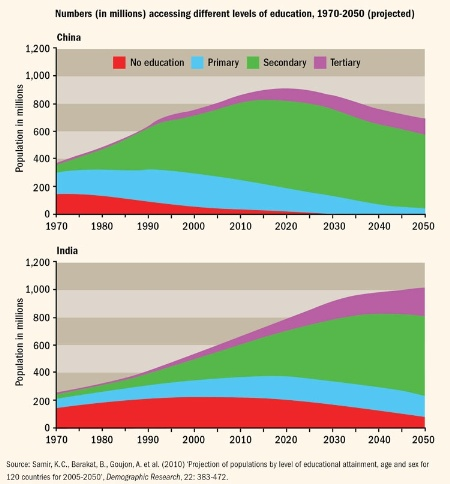 Numbers (in millions) accessing different levels of education, 1970-2050 (projected)
China
1,200
No education Primary Secondary Tertiary
1,000
800
600
400
200
0
Population in millions
1970 1980 1990 2000 2010 2020 2030 2040 2050
India
1,200
1,000
800
600
400
200
0
Population in millions
1970 1980 1990 2000 2010 2020 2030 2040 2050
Source: Samir, K.C., Barakat, B., Goujon, A. et al. (2010) 'Projection of populations by level of educational attainment, age and sex for
120 countries for 2005-2050', Demographic Research, 22: 383-472.